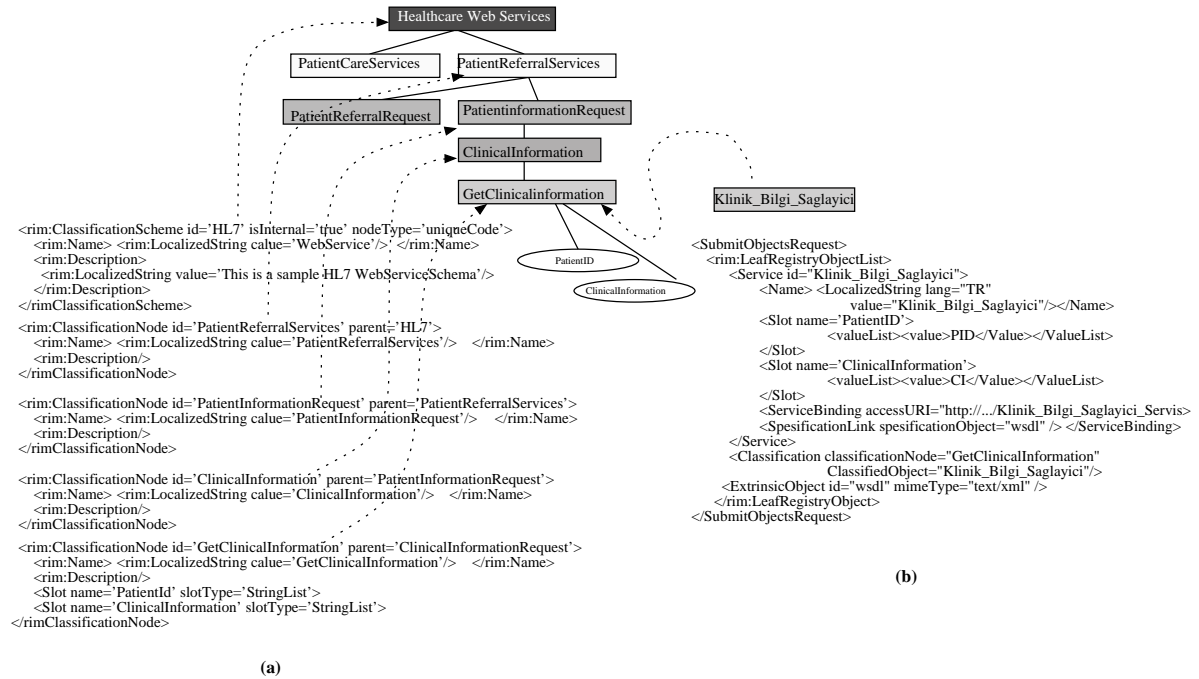 Healthcare Web Services
PatientCareServices
PatientReferralServices
PatientReferralRequest
PatientinformationRequest
ClinicalInformation
GetClinicalinformation
Klinik_Bilgi_Saglayici
PatientID
ClinicalInformation
<rim:ClassificationScheme id=’HL7’ isInternal=’true’ nodeType=’uniqueCode’>
<rim:Name> <rim:LocalizedString calue=’WebService’/> </rim:Name>
<rim:Description>
<rim:LocalizedString value=’This is a sample HL7 WebServiceSchema’/>
</rim:Description>
</rimClassificationScheme>
<rim:ClassificationNode id=’PatientReferralServices’ parent=’HL7’>
<rim:Name> <rim:LocalizedString calue=’PatientReferralServices’/> </rim:Name>
<rim:Description/>
</rimClassificationNode>
<rim:ClassificationNode id=’PatientInformationRequest’ parent=’PatientReferralServices’>
<rim:Name> <rim:LocalizedString calue=’PatientInformationRequest’/> </rim:Name>
<rim:Description/>
</rimClassificationNode>
<rim:ClassificationNode id=’ClinicalInformation’ parent=’PatientInformationRequest’>
<rim:Name> <rim:LocalizedString calue=’ClinicalInformation’/> </rim:Name>
<rim:Description/>
</rimClassificationNode>
<rim:ClassificationNode id=’GetClinicalInformation’ parent=’ClinicalInformationRequest’>
<rim:Name> <rim:LocalizedString calue=’GetClinicalInformation’/> </rim:Name>
<rim:Description/>
<Slot name=’PatientId’ slotType=’StringList’>
<Slot name=’ClinicalInformation’ slotType=’StringList’>
</rimClassificationNode>
(a)
<SubmitObjectsRequest>
<rim:LeafRegistryObjectList>
<Service id="Klinik_Bilgi_Saglayici">
<Name> <LocalizedString lang="TR"
value="Klinik_Bilgi_Saglayici"/></Name>
<Slot name=’PatientID’>
<valueList><value>PID</Value></ValueList>
</Slot>
<Slot name=’ClinicalInformation’>
<valueList><value>CI</Value></ValueList>
</Slot>
<ServiceBinding accessURI="http://.../Klinik_Bilgi_Saglayici_Servis>
<SpesificationLink spesificationObject="wsdl" /> </ServiceBinding>
</Service>
<Classification classificationNode="GetClinicalInformation"
ClassifiedObject="Klinik_Bilgi_Saglayici"/>
<ExtrinsicObject id="wsdl" mimeType="text/xml" />
</rim:LeafRegistryObject>
</SubmitObjectsRequest>
(b)